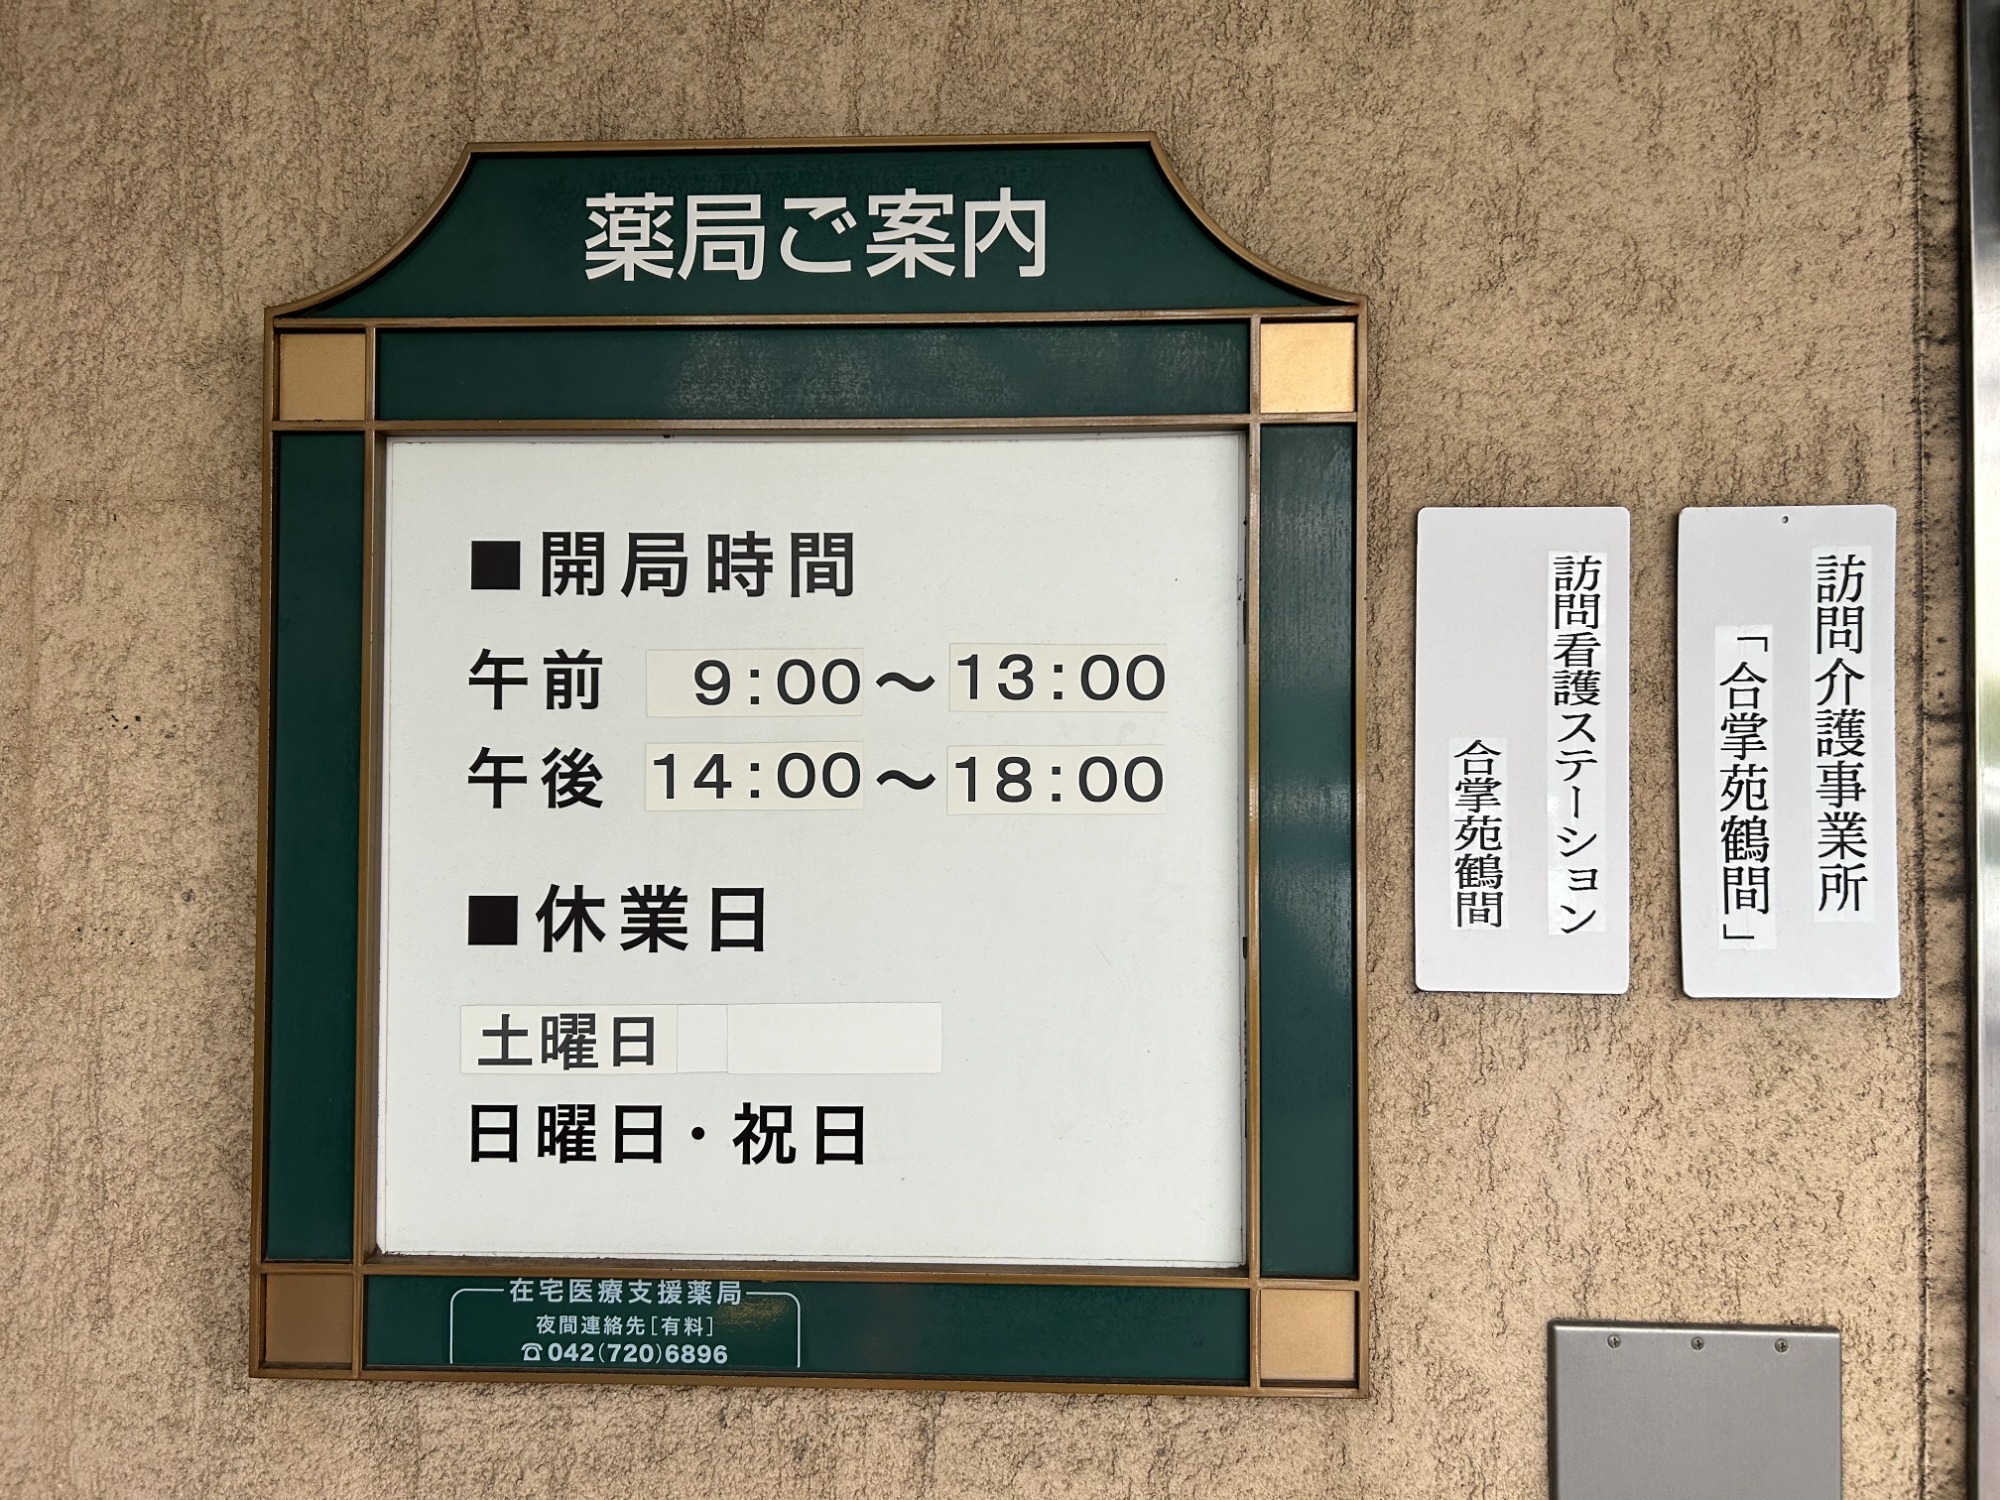 薬局ご案内
■開局時間
午前 9:00～13:00
午後 14:00～18:00
■休業日
土曜日
日曜日・祝日
在宅医療支援薬局
夜間連絡先[有料]
☎042(720)6896
訪問介護事業所
「合掌苑鶴間」
訪問看護ステーション
合掌苑鶴間